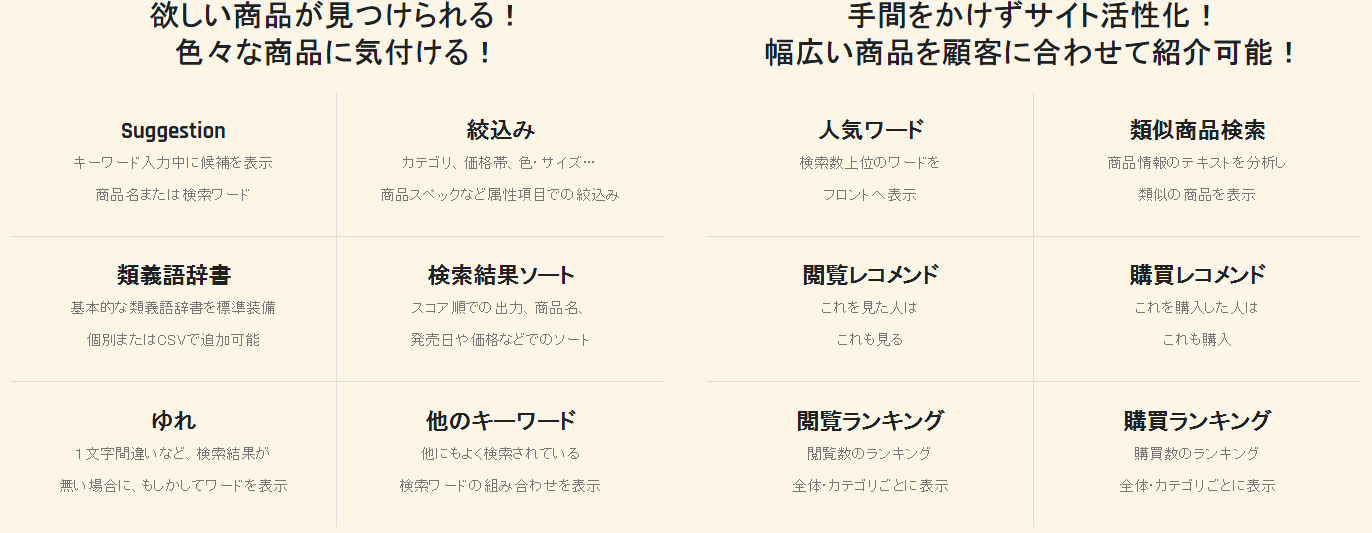 欲しい商品が見つけられる！
色々な商品に気付ける！
Suggestion
キーワード入力中に候補を表示
商品名または検索ワード
絞込み
カテゴリ、価格帯、色・サイズ…
商品スペックなど属性項目での絞込み
類義語辞書
基本的な類義語辞書を標準装備
個別またはCSVで追加可能
検索結果ソート
スコア順での出力、商品名、
発売日や価格などでのソート
ゆれ
１文字間違いなど、検索結果が
無い場合に、もしかしてワードを表示
他のキーワード
他にもよく検索されている
検索ワードの組み合わせを表示
手間をかけずサイト活性化！
幅広い商品を顧客に合わせて紹介可能！
人気ワード
検索数上位のワードを
フロントへ表示
類似商品検索
商品情報のテキストを分析し
類似の商品を表示
閲覧レコメンド
これを見た人は
これも見る
購買レコメンド
これを購入した人は
これも購入
閲覧ランキング
閲覧数のランキング
全体・カテゴリごとに表示
購買ランキング
購買数のランキング
全体・カテゴリごとに表示